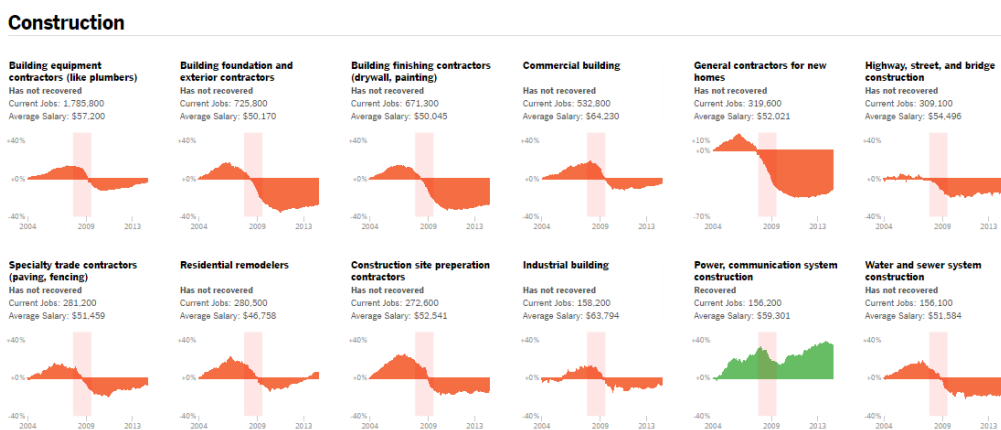 Construction
Building equipment
contractors (like plumbers)
Has not recovered
Current Jobs: 1,785,800
Average Salary: $57,200
+40%
+0%
-40%
2004 2009 2013
Building foundation and
exterior contractors
Has not recovered
Current Jobs: 725,800
Average Salary: $50,170
+40%
+0%
-40%
2004 2009 2013
Building finishing contractors
(drywall, painting)
Has not recovered
Current Jobs: 671,300
Average Salary: $50,045
+40%
+0%
-40%
2004 2009 2013
Commercial building
Has not recovered
Current Jobs: 532,800
Average Salary: $64,230
+40%
+0%
-40%
2004 2009 2013
General contractors for new
homes
Has not recovered
Current Jobs: 319,600
Average Salary: $52,021
+10%
-70%
2004 2009 2013
Highway, street, and bridge
construction
Has not recovered
Current Jobs: 309,100
Average Salary: $54,496
+40%
+0%
-40%
2004 2009 2013
Specialty trade contractors
(paving, fencing)
Has not recovered
Current Jobs: 281,200
Average Salary: $51,459
+40%
+0%
-40%
2004 2009 2013
Residential remodelers
Has not recovered
Current Jobs: 280,500
Average Salary: $46,758
+40%
+0%
-40%
2004 2009 2013
Construction site preperation
contractors
Has not recovered
Current Jobs: 272,600
Average Salary: $52,541
+40%
+0%
-40%
2004 2009 2013
Industrial building
Has not recovered
Current Jobs: 158,200
Average Salary: $63,794
+40%
+0%
-40%
2004 2009 2013
Power, communication system
construction
Recovered
Current Jobs: 156,200
Average Salary: $59,301
+40%
+0%
-40%
2004 2009 2013
Water and sewer system
construction
Has not recovered
Current Jobs: 156,100
Average Salary: $51,584
+40%
+0%
-40%
2004 2009 2013